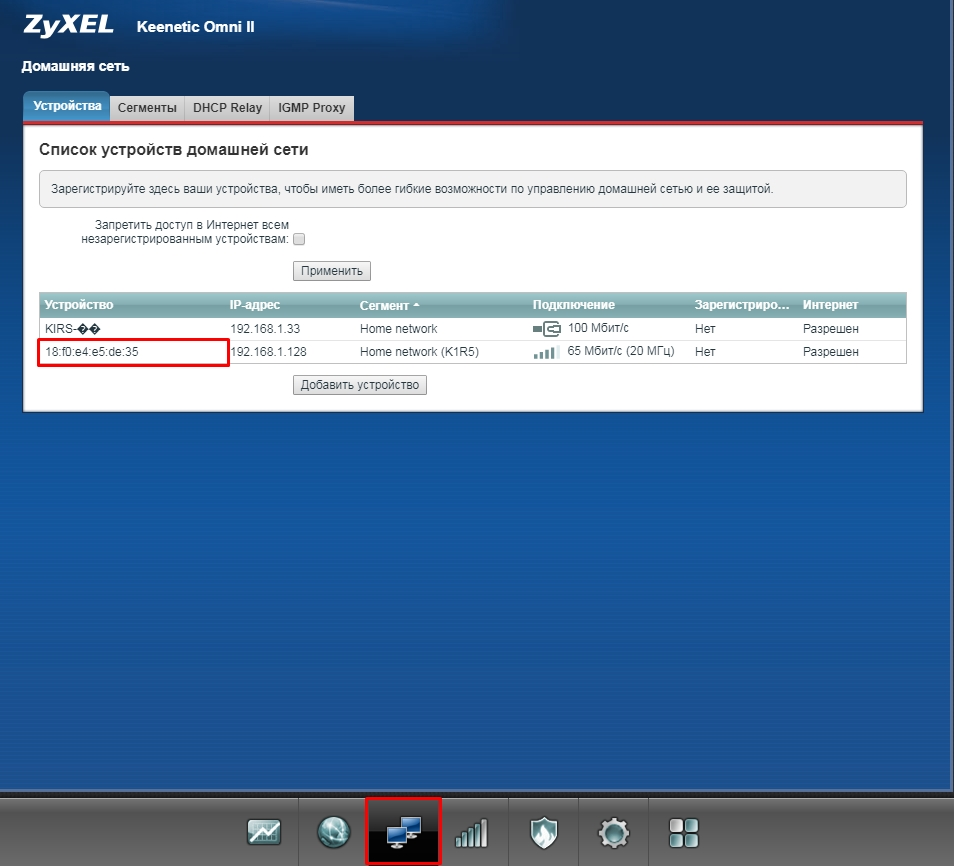 ZyXEL Keenetic Omni II
Домашняя сеть
Устройства Сегменты DHCP Relay IGMP Proxy
Список устройств домашней сети
Зарегистрируйте здесь ваши устройства, чтобы иметь более гибкие возможности по управлению домашней сетью и ее защитой.
Запретить доступ в Интернет всем
незарегистрированным устройствам:
Применить
Устройство IP-адрес Сегмент Подключение Зарегистриро... Интернет
KIRS-�� 192.168.1.33 Home network 100 Мбит/с Нет Разрешен
18:f0:e4:e5:de:35 192.168.1.128 Home network (K1R5) 65 Мбит/с (20 МГц) Нет Разрешен
Добавить устройство